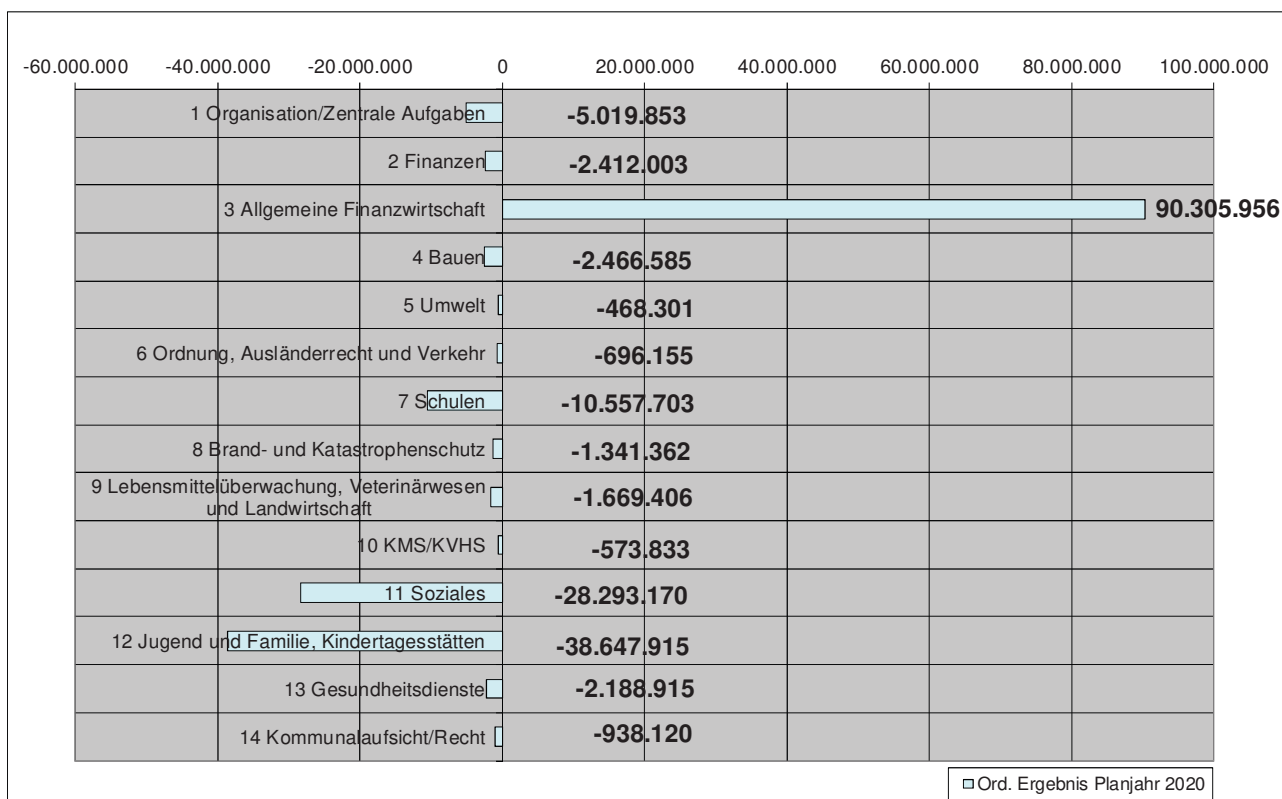 -60.000.000 -40.000.000 -20.000.000 0 20.000.000 40.000.000 60.000.000 80.000.000 100.000.000
1 Organisation/Zentrale Aufgaben -5.019.853
2 Finanzen -2.412.003
3 Allgemeine Finanzwirtschaft 90.305.956
4 Bauen -2.466.585
5 Umwelt -468.301
6 Ordnung, Ausländerrecht und Verkehr -696.155
7 Schulen -10.557.703
8 Brand- und Katastrophenschutz -1.341.362
9 Lebensmittelüberwachung, Veterinärwesen
und Landwirtschaft -1.669.406
10 KMS/KVHS -573.833
11 Soziales -28.293.170
12 Jugend und Familie, Kindertagesstätten -38.647.915
13 Gesundheitsdienste -2.188.915
14 Kommunalaufsicht/Recht -938.120
Ord. Ergebnis Planjahr 2020